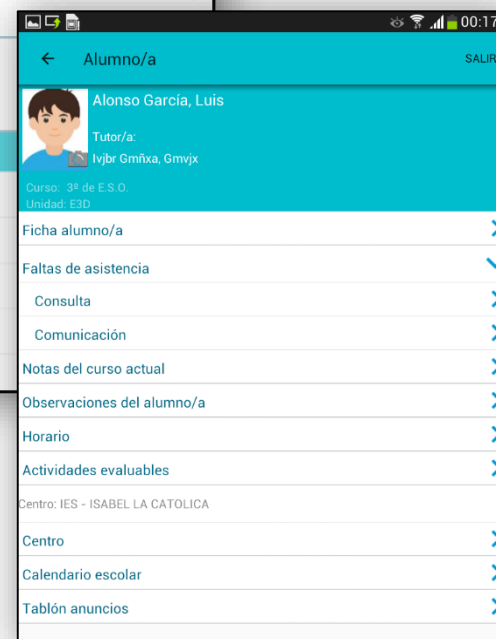 00:17
Alumno/a
SALIR
Alonso García, Luis
Tutor/a:
Ivjbr Gmñxa, Gmvjx
Curso: 3º de E.S.O.
Unidad: E3D
Ficha alumno/a
Faltas de asistencia
Consulta
Comunicación
Notas del curso actual
Observaciones del alumno/a
Horario
Actividades evaluables
Centro: IES - ISABEL LA CATOLICA
Centro
Calendario escolar
Tablón anuncios